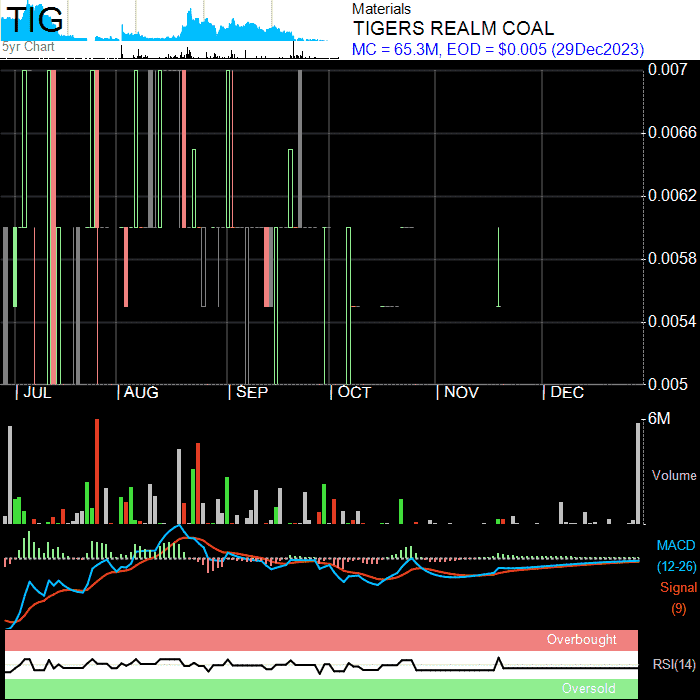 TIG
5yr Chart
Materials
TIGERS REALM COAL
MC = 65.3M, EOD = $0.005 (29Dec2023)
0.007
0.0066
0.0062
0.0058
0.0054
0.005
JUL AUG SEP OCT NOV DEC
6M
Volume
MACD
(12-26)
Signal
(9)
Overbought
RSI(14)
Oversold